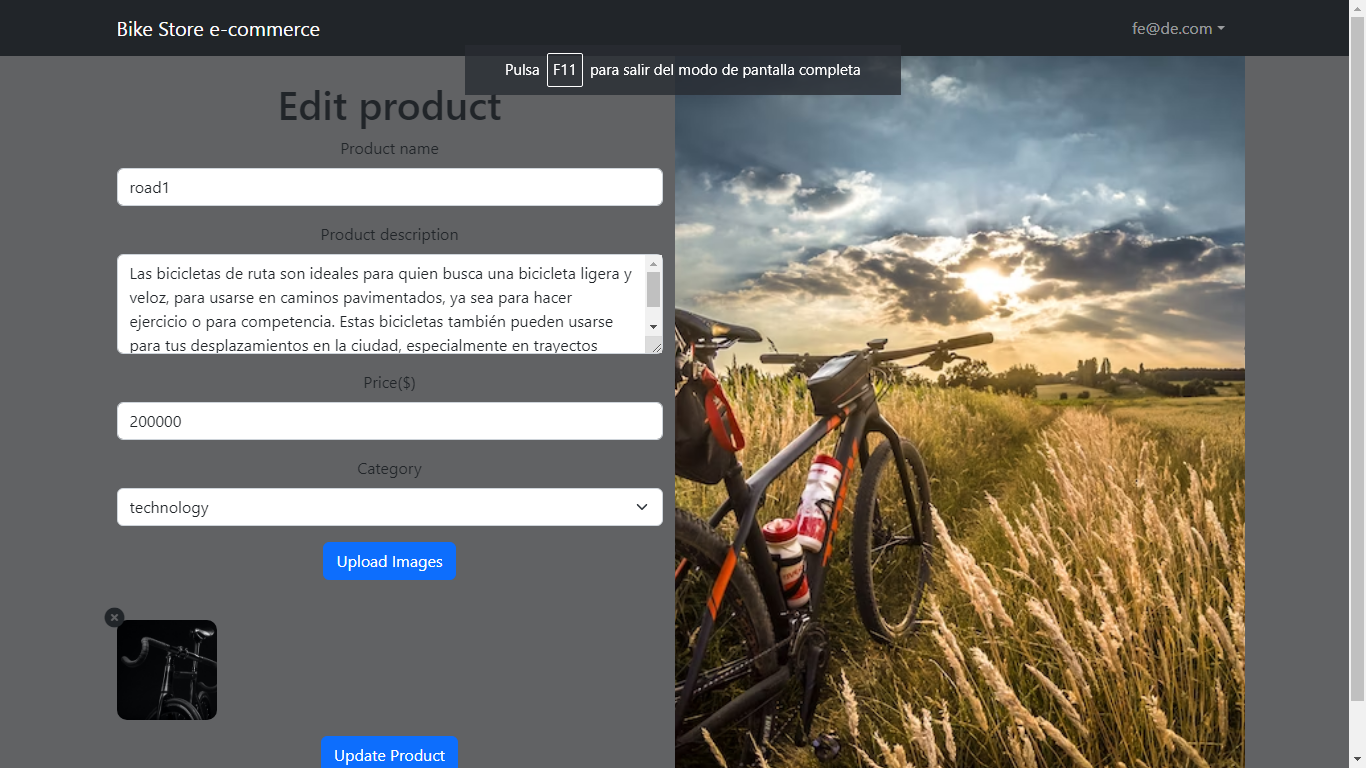 Bike Store e-commerce
fe@de.com
Pulsa F11 para salir del modo de pantalla completa
Edit product
Product name
road1
Product description
Las bicicletas de ruta son ideales para quien busca una bicicleta ligera y
veloz, para usarse en caminos pavimentados, ya sea para hacer
ejercicio o para competencia. Estas bicicletas también pueden usarse
para tus desplazamientos en la ciudad, especialmente en trayectos
Price($)
200000
Category
technology
Upload Images
Update Product